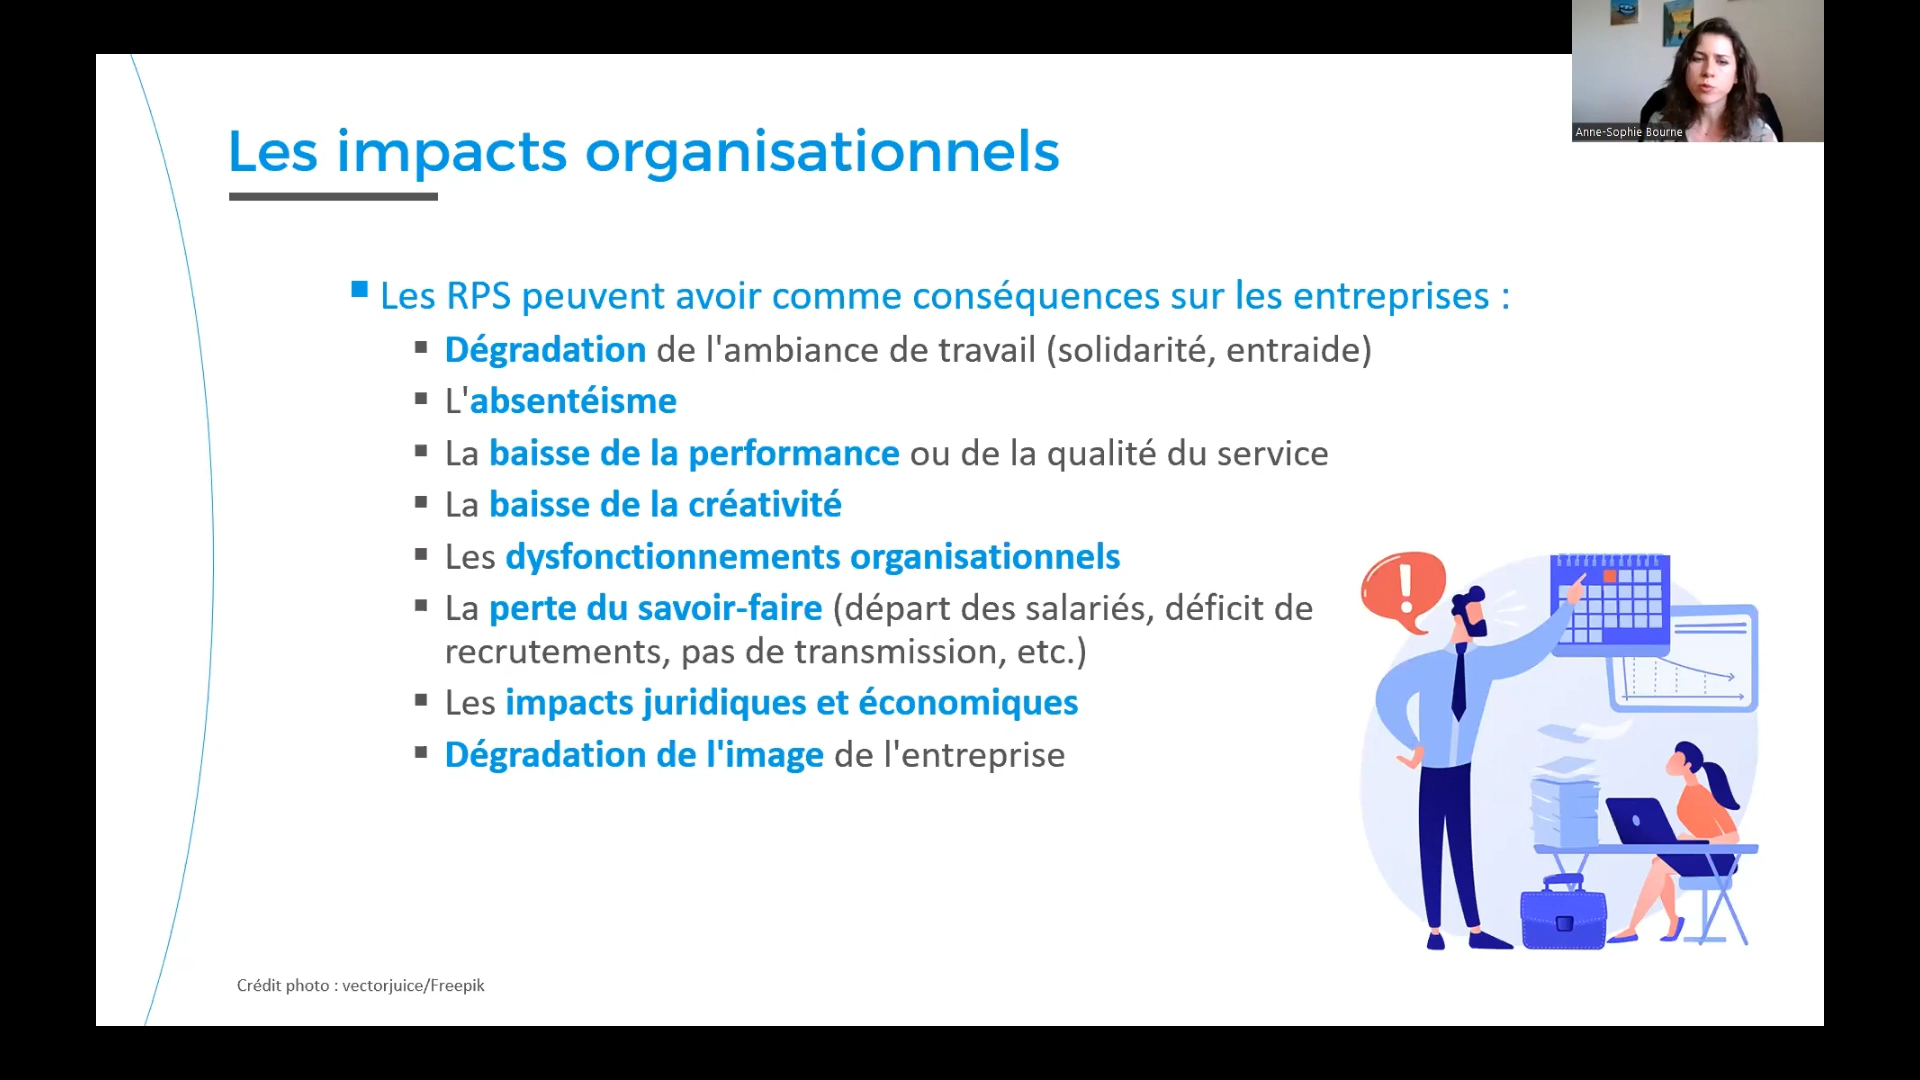 Anne-Sophie Bourne
Les impacts organisationnels
Les RPS peuvent avoir comme conséquences sur les entreprises :
Dégradation de l'ambiance de travail (solidarité, entraide)
L'absentéisme
La baisse de la performance ou de la qualité du service
La baisse de la créativité
Les dysfonctionnements organisationnels
La perte du savoir-faire (départ des salariés, déficit de
recrutements, pas de transmission, etc.)
Les impacts juridiques et économiques
Dégradation de l'image de l'entreprise
!
Crédit photo : vectorjuice/Freepik